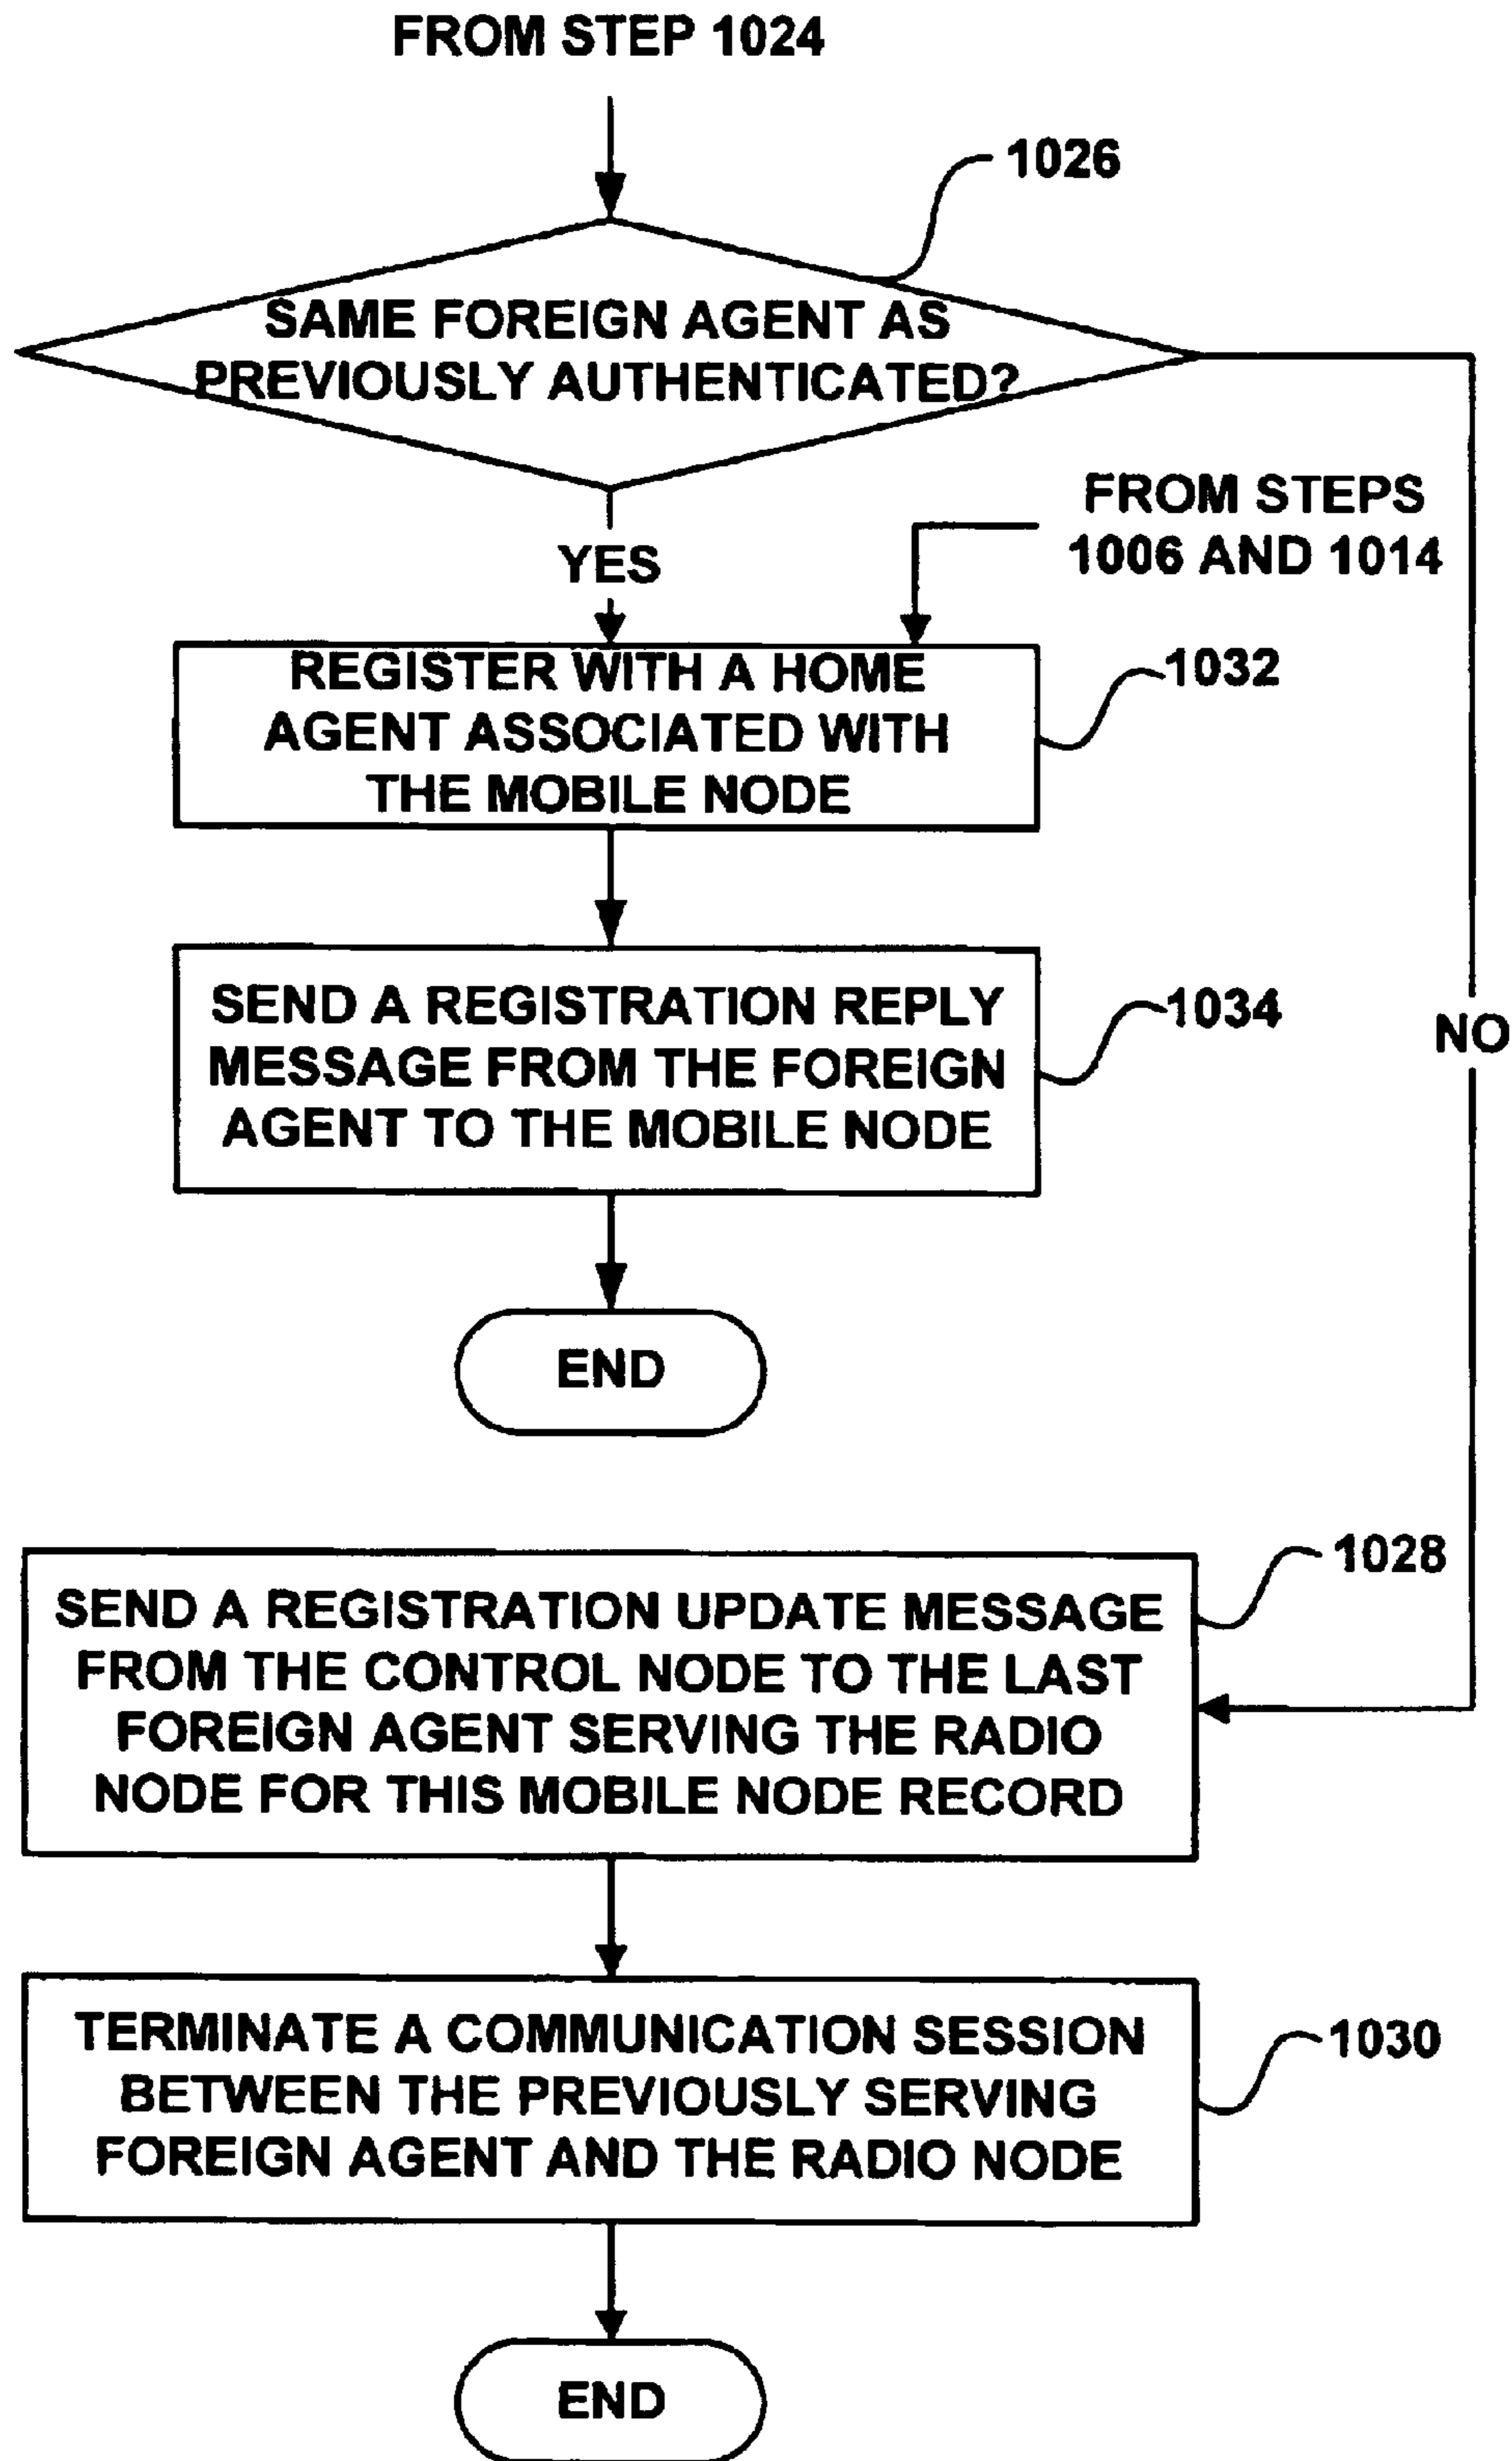 FROM STEP 1024
1026
SAME FOREIGN AGENT AS
PREVIOUSLY AUTHENTICATED?
FROM STEPS
1006 AND 1014
YES
REGISTER WITH A HOME
AGENT ASSOCIATED WITH
THE MOBILE NODE
1032
SEND A REGISTRATION REPLY
MESSAGE FROM THE FOREIGN
AGENT TO THE MOBILE NODE
1034
NO
END
1028
SEND A REGISTRATION UPDATE MESSAGE
FROM THE CONTROL NODE TO THE LAST
FOREIGN AGENT SERVING THE RADIO
NODE FOR THIS MOBILE NODE RECORD
TERMINATE A COMMUNICATION SESSION
BETWEEN THE PREVIOUSLY SERVING
FOREIGN AGENT AND THE RADIO NODE
1030
END